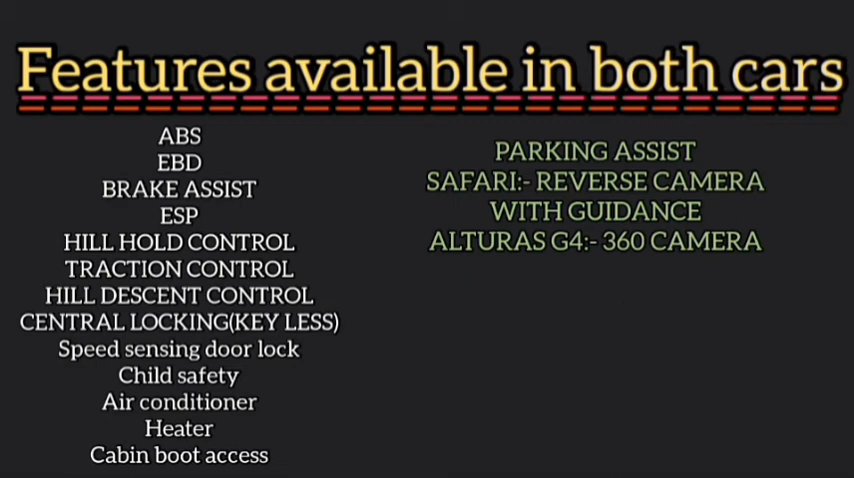 Features available in both cars
ABS
EBD
BRAKE ASSIST
ESP
HILL HOLD CONTROL
TRACTION CONTROL
HILL DESCENT CONTROL
CENTRAL LOCKING(KEY LESS)
Speed sensing door lock
Child safety
Air conditioner
Heater
Cabin boot access
PARKING ASSIST
SAFARI:- REVERSE CAMERA
WITH GUIDANCE
ALTURAS G4:- 360 CAMERA